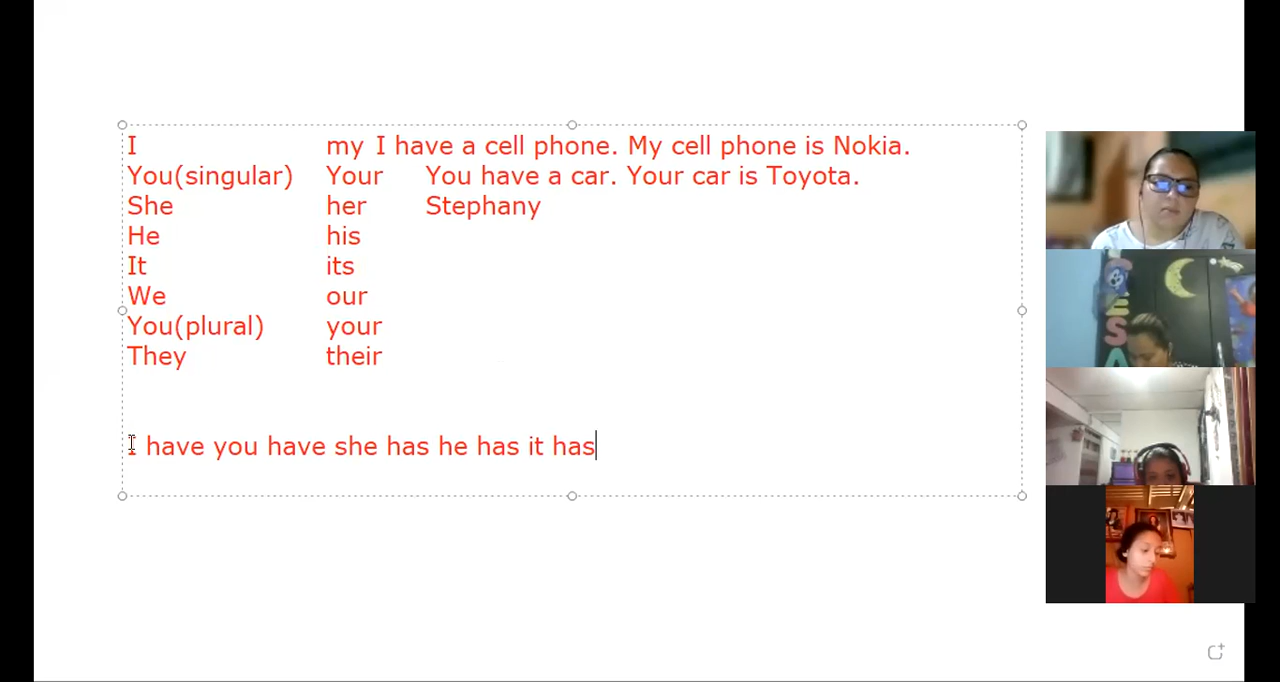 I my I have a cell phone. My cell phone is Nokia.
You(singular) Your You have a car. Your car is Toyota.
She her Stephany
He his
It its
We our
You(plural) your
They their
I have you have she has he has it has